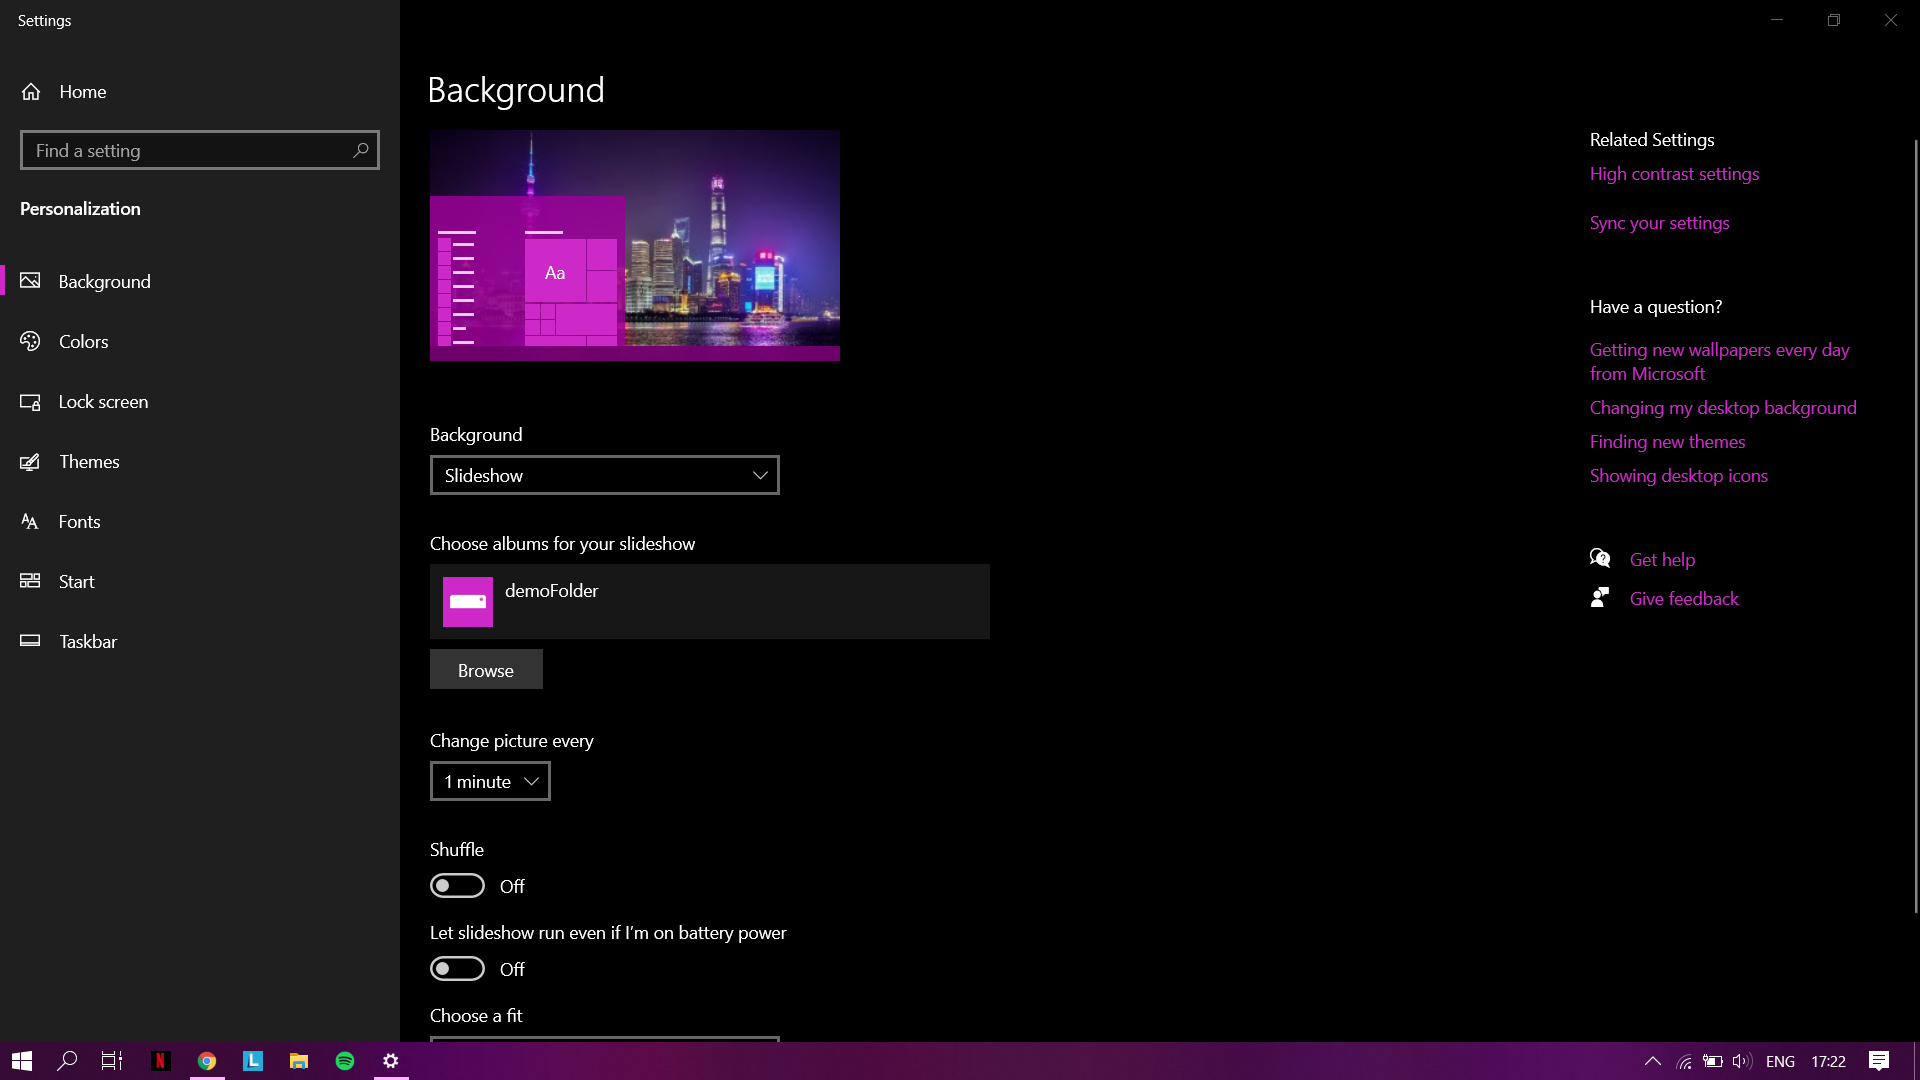 Settings
Home
Find a setting
Personalization
Background
Colors
Lock screen
Themes
Fonts
Start
Taskbar
Background
Aa
Background
Slideshow
Choose albums for your slideshow
demoFolder
Browse
Change picture every
1 minute
Shuffle
Off
Let slideshow run even if I’m on battery power
Off
Choose a fit
Related Settings
High contrast settings
Sync your settings
Have a question?
Getting new wallpapers every day
from Microsoft
Changing my desktop background
Finding new themes
Showing desktop icons
Get help
Give feedback
N
L
ENG
17:22